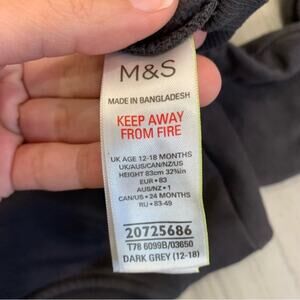 M&S
MADE IN BANGLADESH
KEEP AWAY
FROM FIRE
UK AGE 12-18 MONTHS
UK/AUS/CAN/NZ/US
HEIGHT 83cm 32¾in
EUR • 83
AUS/NZ • 1
CAN/US • 24 MONTHS
RU • 83-49
20725686
T78 6099B/03650
DARK GREY (12-18)